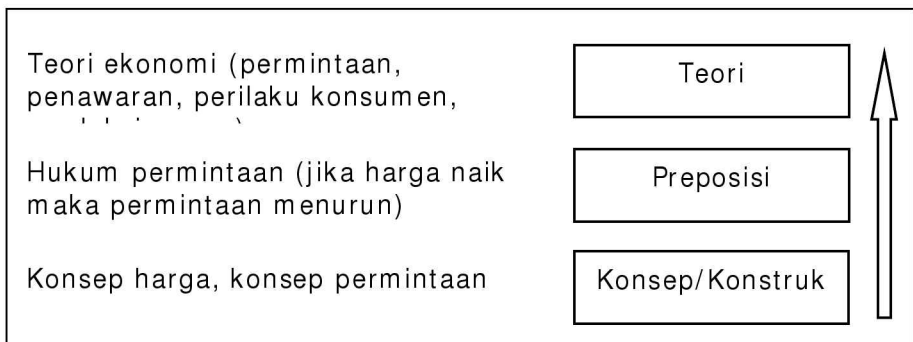 Teori ekonomi (permintaan,
penawaran, perilaku konsumen,
Teori
Hukum permintaan (jika harga naik
maka permintaan menurun)
Preposisi
Konsep harga, konsep permintaan
Konsep/Konstruk